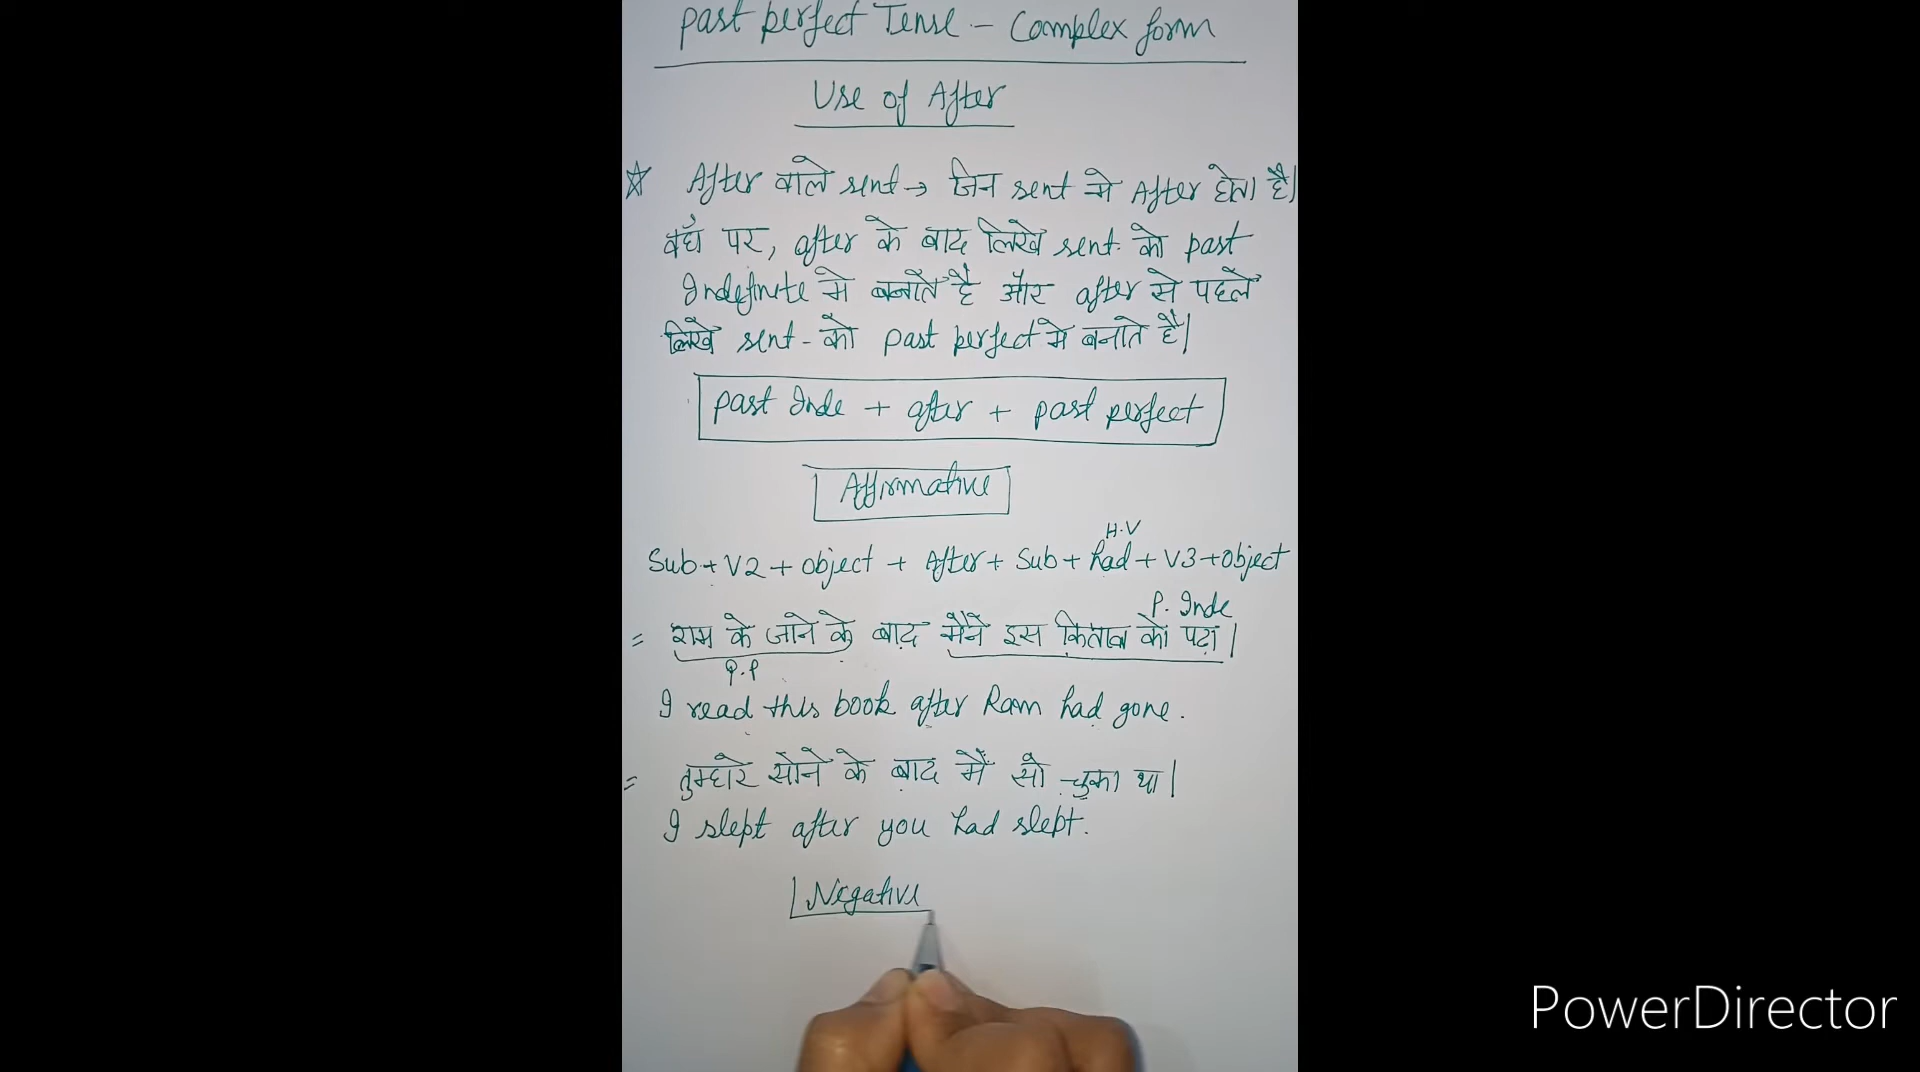 Past perfect Tense - Complex form
Use of After
☆ After वाले sent → जिन sent मे After होता है।
वहाँ पर, after के बाद लिखे sent. को past
Indefinite मे बनाते है और after से पहले
लिखे sent- को past perfect मे बनाते है।
past Inde + after + past perfect
Affirmative
H.V
Sub + V2 + object + After + Sub + had + V3 + object
P. Inde
= राम के जाने के बाद मैने इस किताब को पढ़ा।
P.P
I read this book after Ram had gone.
= तुम्हारे सोने के बाद मैं सो चुका था।
I slept after you had slept.
Negative
PowerDirector